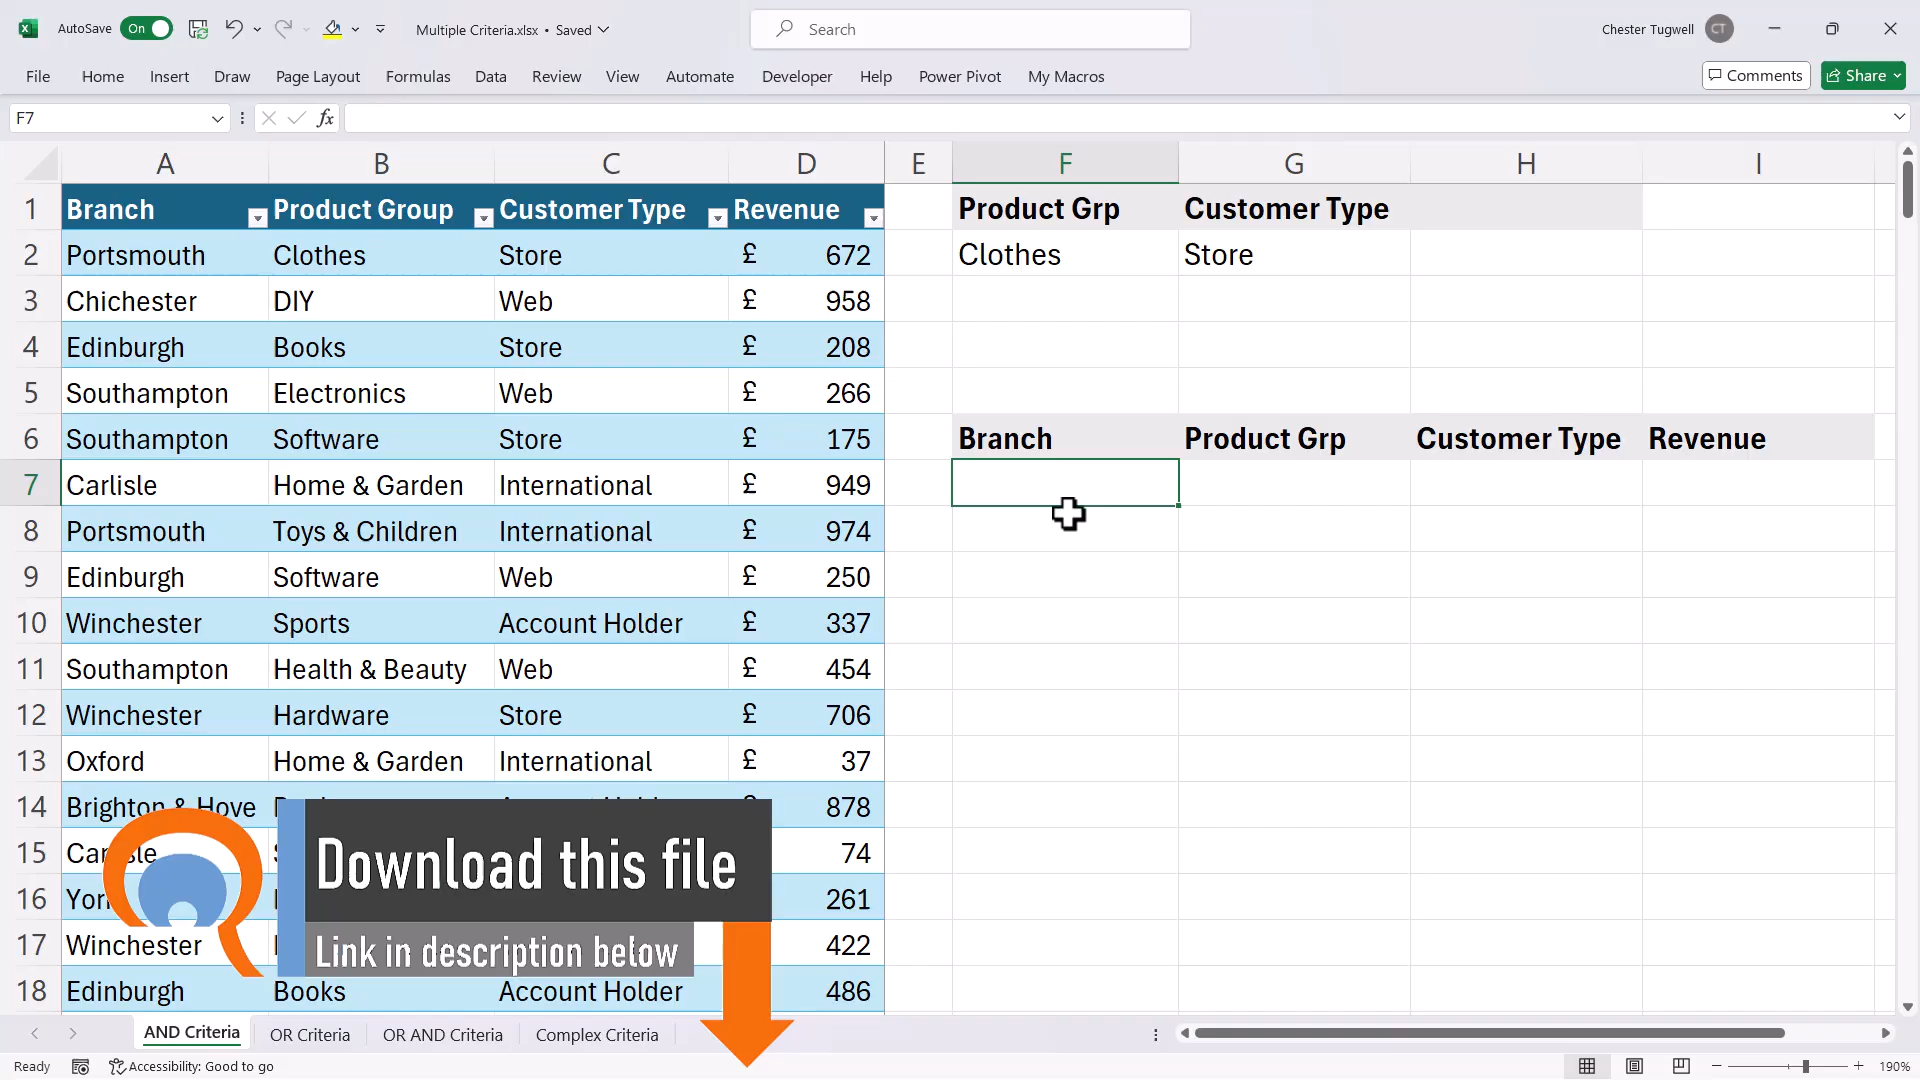 AutoSave On Multiple Criteria.xlsx • Saved Search Chester Tugwell CT
File Home Insert Draw Page Layout Formulas Data Review View Automate Developer Help Power Pivot My Macros Comments Share
F7 fx
A B C D E F G H I
1 Branch Product Group Customer Type Revenue Product Grp Customer Type
2 Portsmouth Clothes Store £ 672 Clothes Store
3 Chichester DIY Web £ 958
4 Edinburgh Books Store £ 208
5 Southampton Electronics Web £ 266
6 Southampton Software Store £ 175 Branch Product Grp Customer Type Revenue
7 Carlisle Home & Garden International £ 949
8 Portsmouth Toys & Children International £ 974
9 Edinburgh Software Web £ 250
10 Winchester Sports Account Holder £ 337
11 Southampton Health & Beauty Web £ 454
12 Winchester Hardware Store £ 706
13 Oxford Home & Garden International £ 37
14 Brighton & Hove 878
15 74
16 261
17 Winchester 422
18 Edinburgh Books Account Holder 486
Download this file
Link in description below
AND Criteria OR Criteria OR AND Criteria Complex Criteria
Ready Accessibility: Good to go 190%